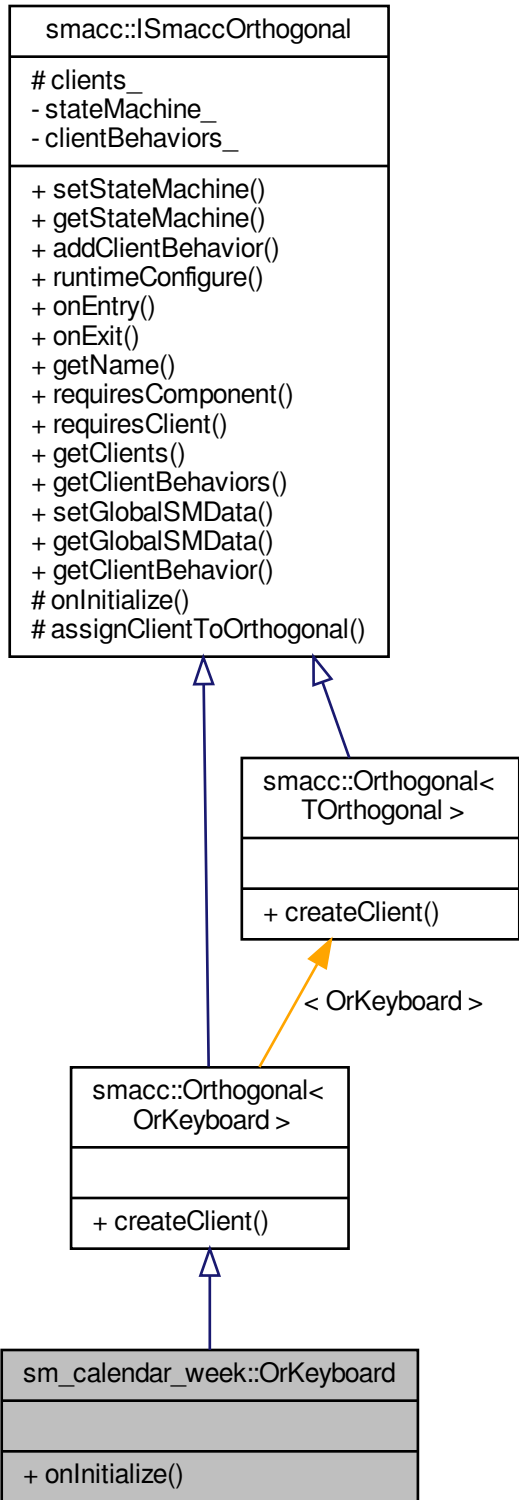 smacc::ISmaccOrthogonal
# clients_
- stateMachine_
- clientBehaviors_
+ setStateMachine()
+ getStateMachine()
+ addClientBehavior()
+ runtimeConfigure()
+ onEntry()
+ onExit()
+ getName()
+ requiresComponent()
+ requiresClient()
+ getClients()
+ getClientBehaviors()
+ setGlobalSMData()
+ getGlobalSMData()
+ getClientBehavior()
# onInitialize()
# assignClientToOrthogonal()
smacc::Orthogonal<
TOrthogonal >
+ createClient()
< OrKeyboard >
smacc::Orthogonal<
OrKeyboard >
+ createClient()
sm_calendar_week::OrKeyboard
+ onInitialize()